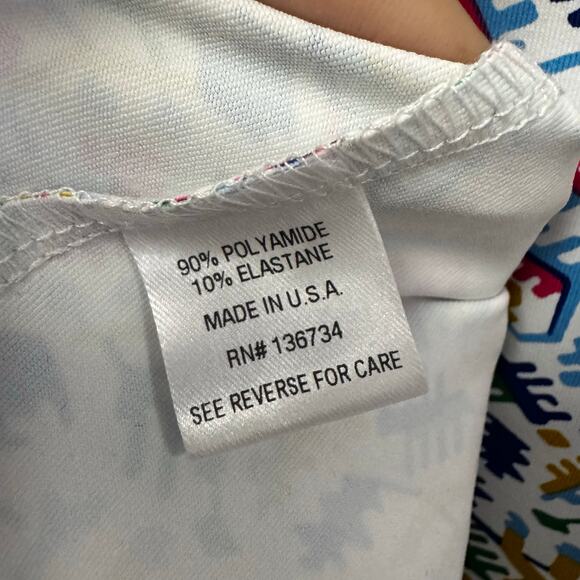 90% POLYAMIDE
10% ELASTANE
MADE IN U.S.A.
RN# 136734
SEE REVERSE FOR CARE